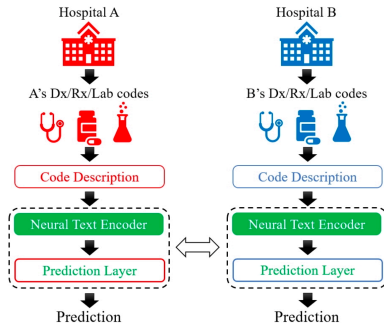 Hospital A
Hospital B
A's Dx/Rx/Lab codes
B's Dx/Rx/Lab codes
Code Description
Code Description
Neural Text Encoder
Neural Text Encoder
Prediction Layer
Prediction Layer
Prediction
Prediction